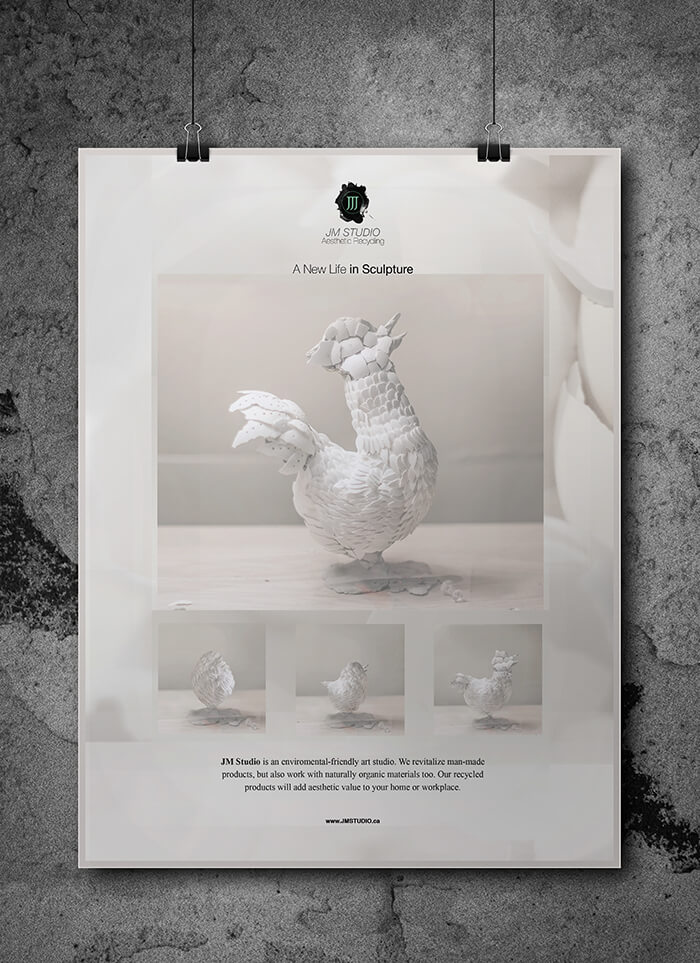 JM STUDIO
Aesthetic Recycling
A New Life in Sculpture
JM Studio is an enviromental-friendly art studio. We revitalize man-made
products, but also work with naturally organic materials too. Our recycled
products will add aesthetic value to your home or workplace.
www.JMSTUDIO.ca